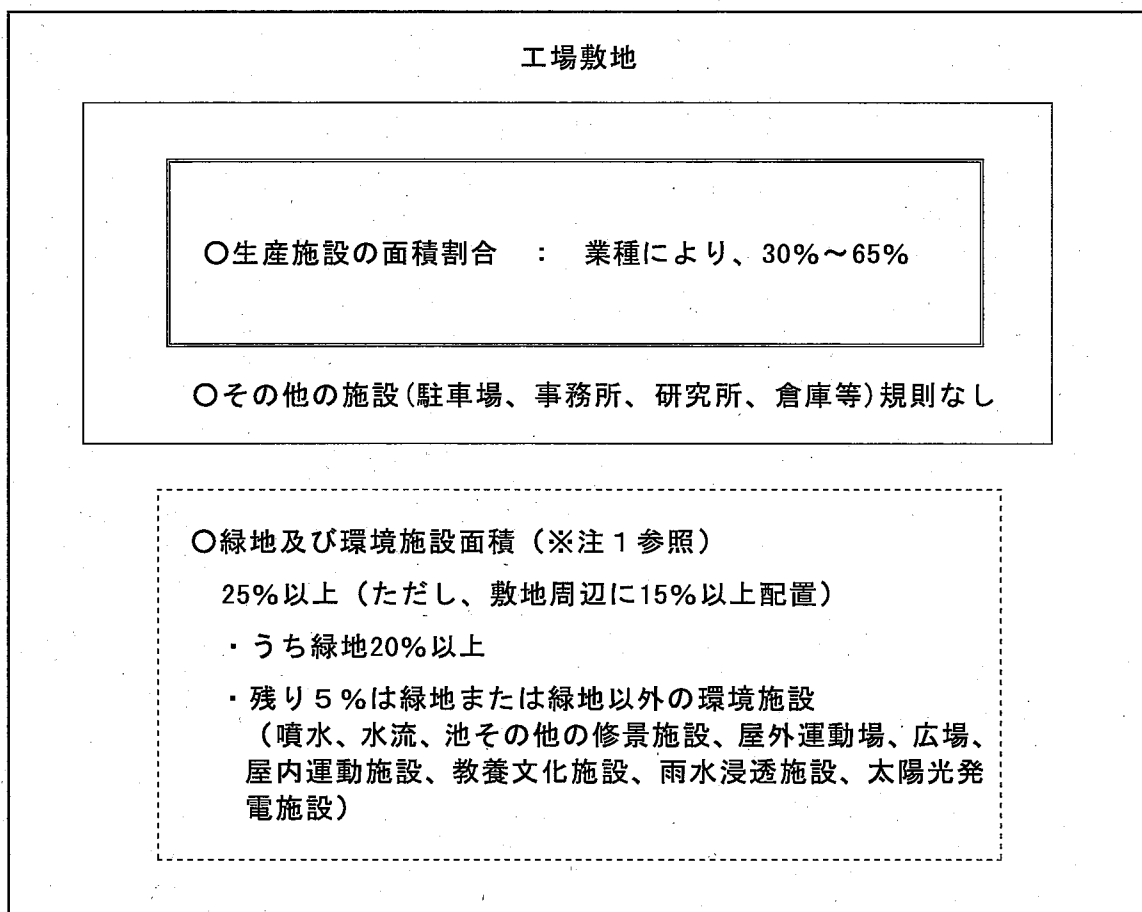 工場敷地
○生産施設の面積割合 : 業種により、30%～65%
○その他の施設(駐車場、事務所、研究所、倉庫等)規則なし
○緑地及び環境施設面積（※注１参照）
25%以上（ただし、敷地周辺に15%以上配置）
・うち緑地20%以上
・残り５%は緑地または緑地以外の環境施設
（噴水、水流、池その他の修景施設、屋外運動場、広場、
屋内運動施設、教養文化施設、雨水浸透施設、太陽光発
電施設）